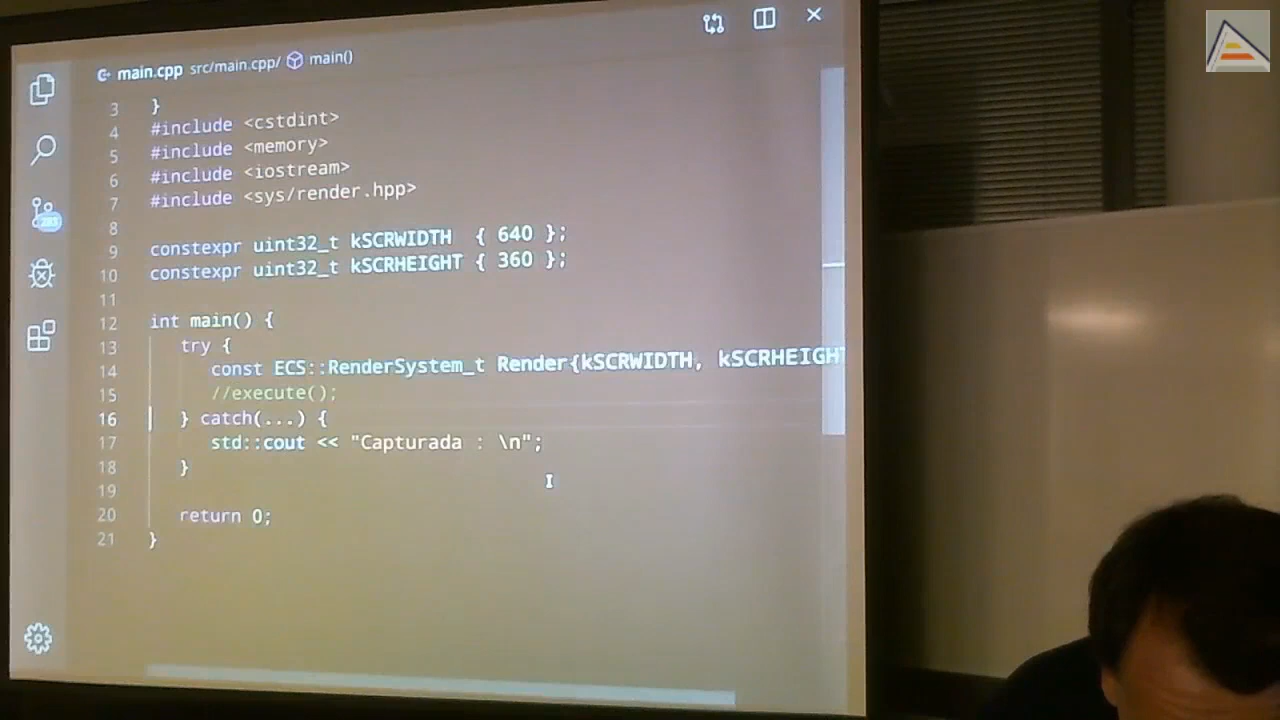 main.cpp src/main.cpp/ main()
3 }
4 #include <cstdint>
5 #include <memory>
6 #include <iostream>
7 #include <sys/render.hpp>
8
9 constexpr uint32_t kSCRWIDTH { 640 };
10 constexpr uint32_t kSCRHEIGHT { 360 };
11
12 int main() {
13 try {
14 const ECS::RenderSystem_t Render{kSCRWIDTH, kSCRHEIGHT
15 //execute();
16 } catch(...) {
17 std::cout << "Capturada : \n";
18 }
19
20 return 0;
21 }